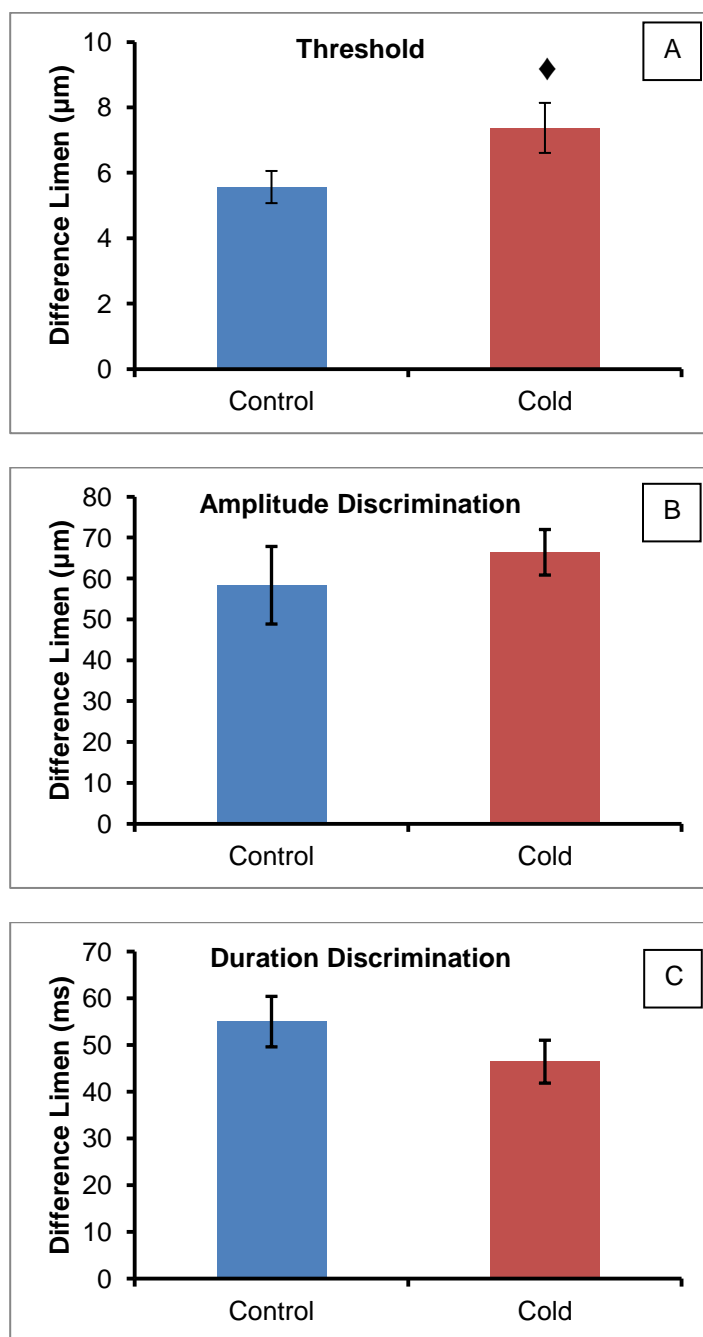 Threshold
A
Difference Limen (µm)
10
8
6
4
2
0
Control
Cold
Amplitude Discrimination
B
Difference Limen (µm)
80
70
60
50
40
30
20
10
0
Control
Cold
Duration Discrimination
C
Difference Limen (ms)
70
60
50
40
30
20
10
0
Control
Cold